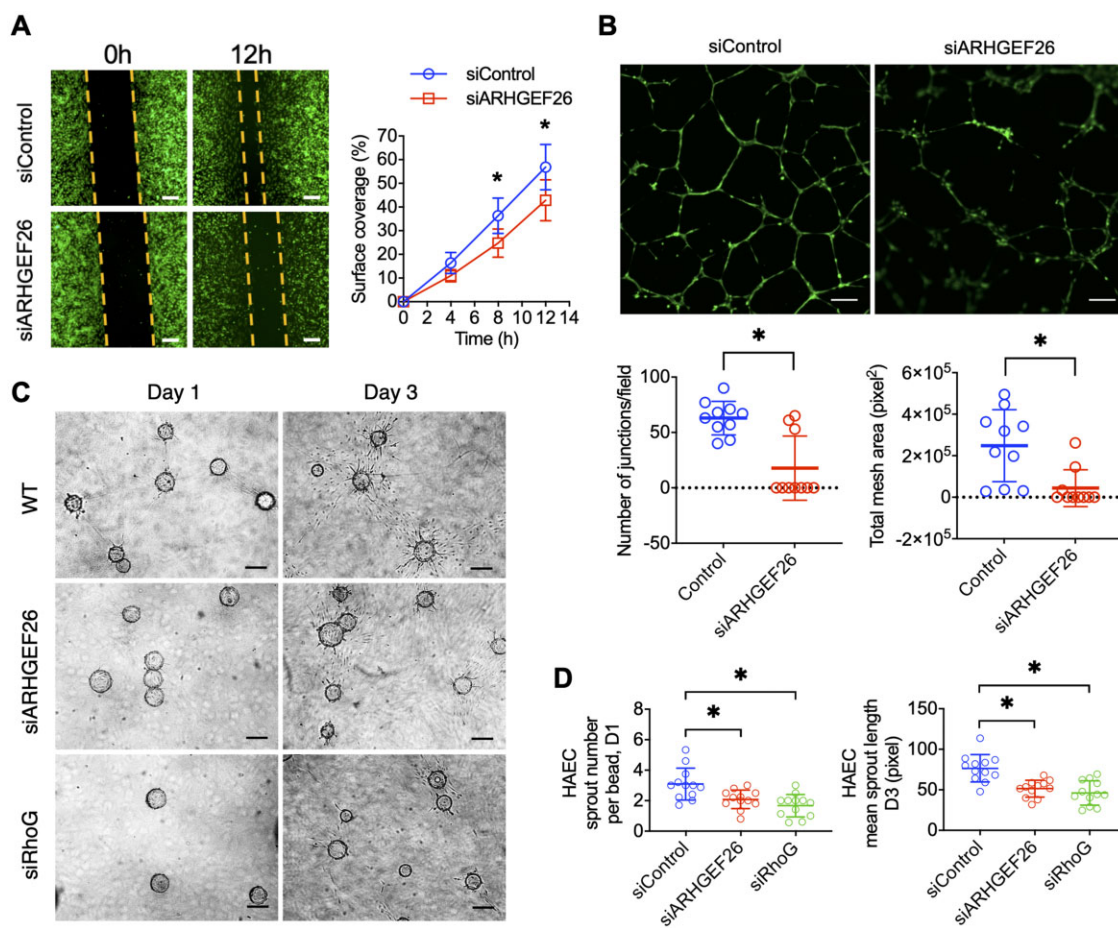 A
0h
12h
siControl
siARHGEF26
siControl
siARHGEF26
Surface coverage (%)
70
60
50
40
30
20
10
0
*
*
0 2 4 6 8 10 12 14
Time (h)
B
siControl
siARHGEF26
Number of junctions/field
100
50
0
-50
*
Control
siARHGEF26
Total mesh area (pixel²)
6×10⁵
4×10⁵
2×10⁵
0
-2×10⁵
*
Control
siARHGEF26
C
Day 1
Day 3
WT
siARHGEF26
siRhoG
D
HAEC
sprout number
per bead, D1
8
6
4
2
0
*
*
siControl
siARHGEF26
siRhoG
HAEC
mean sprout length
D3 (pixel)
150
100
50
0
*
*
siControl
siARHGEF26
siRhoG